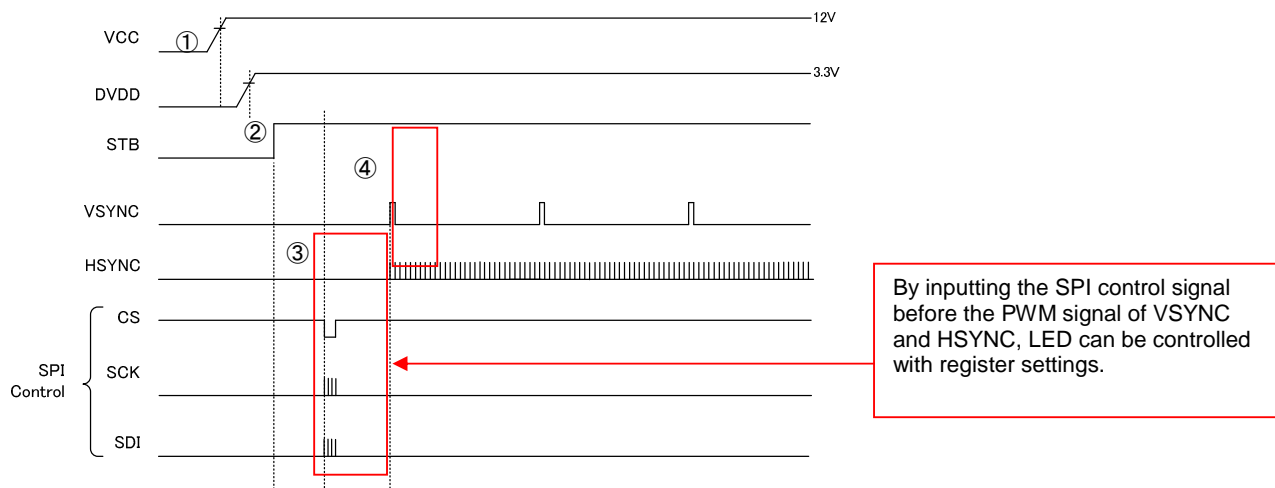 VCC ① 12V
DVDD 3.3V
STB ②
④
VSYNC
③
HSYNC
CS
SPI
Control
SCK
SDI
By inputting the SPI control signal
before the PWM signal of VSYNC
and HSYNC, LED can be controlled
with register settings.